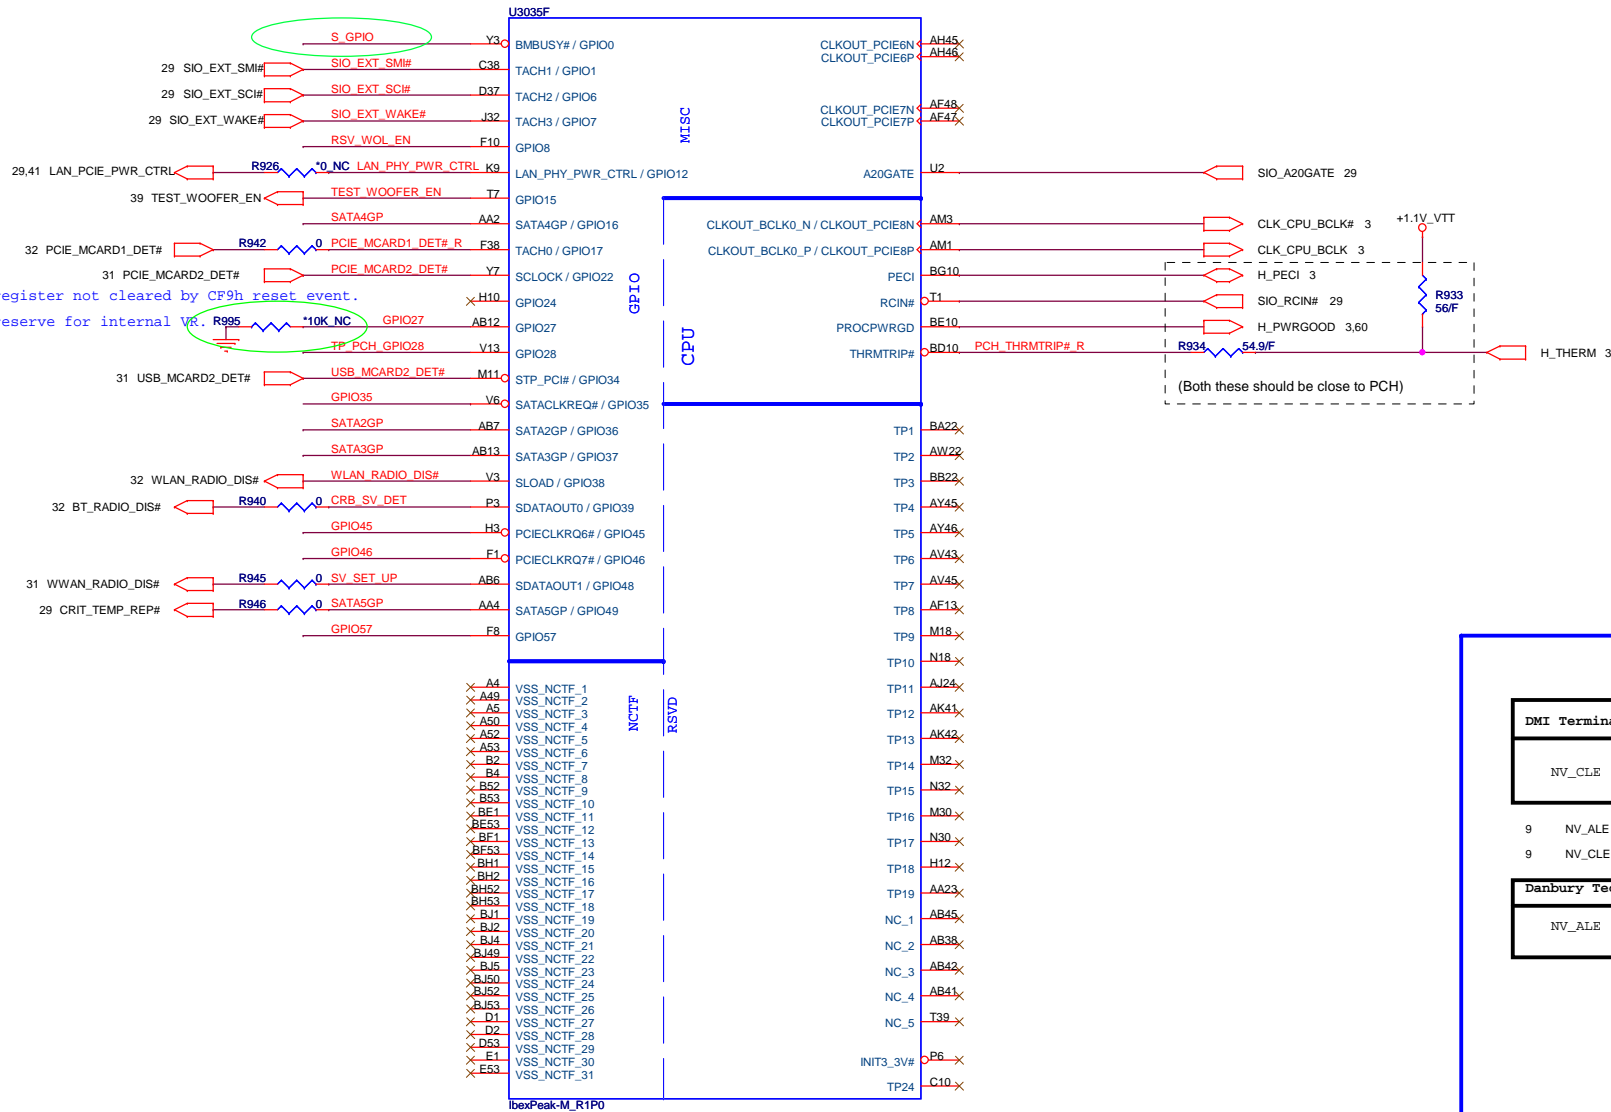 U3035F
S_GPIO Y3 BMBUSY# / GPIO0
29 SIO_EXT_SMI# SIO_EXT_SMI# C38 TACH1 / GPIO1
29 SIO_EXT_SCI# SIO_EXT_SCI# D37 TACH2 / GPIO6
29 SIO_EXT_WAKE# SIO_EXT_WAKE# J32 TACH3 / GPIO7
RSV_WOL_EN F10 GPIO8
29,41 LAN_PCIE_PWR_CTRL R926 *0_NC LAN_PHY_PWR_CTRL K9 LAN_PHY_PWR_CTRL / GPIO12
39 TEST_WOOFER_EN TEST_WOOFER_EN T7 GPIO15
SATA4GP AA2 SATA4GP / GPIO16
32 PCIE_MCARD1_DET# R942 0 PCIE_MCARD1_DET#_R F38 TACH0 / GPIO17
31 PCIE_MCARD2_DET# PCIE_MCARD2_DET# Y7 SCLOCK / GPIO22
register not cleared by CF9h reset event.
H10 GPIO24
reserve for internal VR. R995 *10K_NC GPIO27 AB12 GPIO27
TP_PCH_GPIO28 V13 GPIO28
31 USB_MCARD2_DET# USB_MCARD2_DET# M11 STP_PCI# / GPIO34
GPIO35 V6 SATACLKREQ# / GPIO35
SATA2GP AB7 SATA2GP / GPIO36
SATA3GP AB13 SATA3GP / GPIO37
32 WLAN_RADIO_DIS# WLAN_RADIO_DIS# V3 SLOAD / GPIO38
32 BT_RADIO_DIS# R940 0 CRB_SV_DET P3 SDATAOUT0 / GPIO39
GPIO45 H3 PCIECLKRQ6# / GPIO45
GPIO46 F1 PCIECLKRQ7# / GPIO46
31 WWAN_RADIO_DIS# R945 0 SV_SET_UP AB6 SDATAOUT1 / GPIO48
29 CRIT_TEMP_REP# R946 0 SATA5GP AA4 SATA5GP / GPIO49
GPIO57 F8 GPIO57
A4 VSS_NCTF_1
A49 VSS_NCTF_2
A5 VSS_NCTF_3
A50 VSS_NCTF_4
A52 VSS_NCTF_5
A53 VSS_NCTF_6
B2 VSS_NCTF_7
B4 VSS_NCTF_8
B52 VSS_NCTF_9
B53 VSS_NCTF_10
BE1 VSS_NCTF_11
BE53 VSS_NCTF_12
BF1 VSS_NCTF_13
BF53 VSS_NCTF_14
BH1 VSS_NCTF_15
BH2 VSS_NCTF_16
BH52 VSS_NCTF_17
BH53 VSS_NCTF_18
BJ1 VSS_NCTF_19
BJ2 VSS_NCTF_20
BJ4 VSS_NCTF_21
BJ49 VSS_NCTF_22
BJ5 VSS_NCTF_23
BJ50 VSS_NCTF_24
BJ52 VSS_NCTF_25
BJ53 VSS_NCTF_26
D1 VSS_NCTF_27
D2 VSS_NCTF_28
D53 VSS_NCTF_29
E1 VSS_NCTF_30
E53 VSS_NCTF_31
MISC
GPIO
CPU
NCTF
RSVD
CLKOUT_PCIE6N AH45
CLKOUT_PCIE6P AH46
CLKOUT_PCIE7N AF48
CLKOUT_PCIE7P AF47
A20GATE U2 SIO_A20GATE 29
CLKOUT_BCLK0_N / CLKOUT_PCIE8N AM3 CLK_CPU_BCLK# 3
+1.1V_VTT
CLKOUT_BCLK0_P / CLKOUT_PCIE8P AM1 CLK_CPU_BCLK 3
PECI BG10 H_PECI 3
RCIN# T1 SIO_RCIN# 29
R933
56/F
PROCPWRGD BE10 H_PWRGOOD 3,60
THRMTRIP# BD10 PCH_THRMTRIP#_R R934 54.9/F H_THERM 3
(Both these should be close to PCH)
TP1 BA22
TP2 AW22
TP3 BB22
TP4 AY45
TP5 AY46
TP6 AV43
TP7 AV45
TP8 AF13
TP9 M18
TP10 N18
TP11 AJ24
TP12 AK41
TP13 AK42
TP14 M32
TP15 N32
TP16 M30
TP17 N30
TP18 H12
TP19 AA23
NC_1 AB45
NC_2 AB38
NC_3 AB42
NC_4 AB41
NC_5 T39
INIT3_3V# P6
TP24 C10
IbexPeak-M_R1P0
DMI Termina
NV_CLE
9 NV_ALE
9 NV_CLE
Danbury Tec
NV_ALE